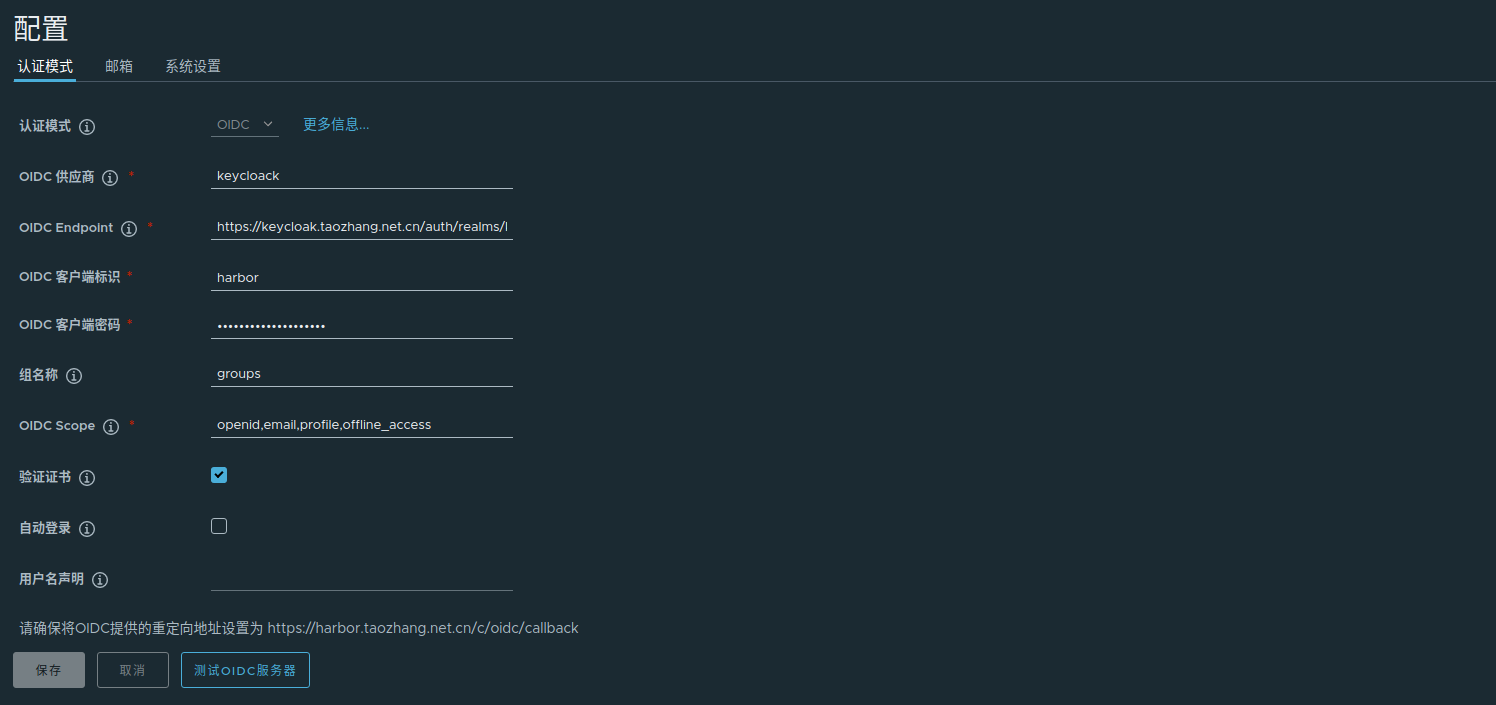 配置
认证模式 邮箱 系统设置
认证模式 OIDC 更多信息...
OIDC 供应商 * keycloack
OIDC Endpoint * https://keycloak.taozhang.net.cn/auth/realms/
OIDC 客户端标识 * harbor
OIDC 客户端密码 * ••••••••••••••••••••
组名称 groups
OIDC Scope * openid,email,profile,offline_access
验证证书
自动登录
用户名声明
请确保将OIDC提供的重定向地址设置为 https://harbor.taozhang.net.cn/c/oidc/callback
保存 取消 测试OIDC服务器